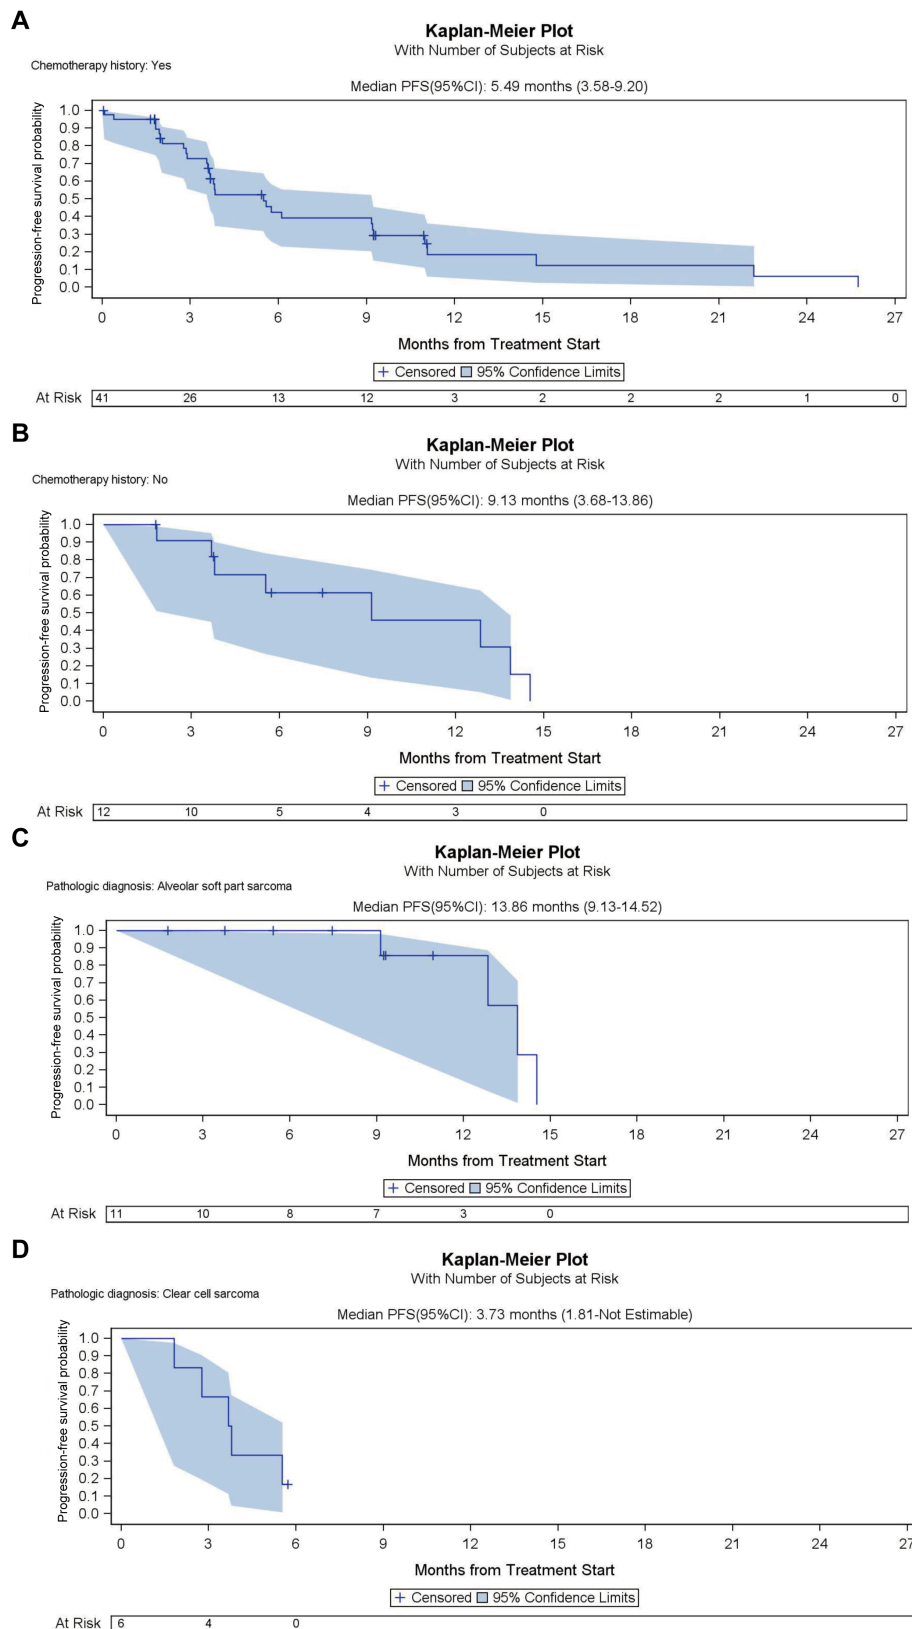 A
Kaplan-Meier Plot
With Number of Subjects at Risk
Chemotherapy history: Yes
Median PFS(95%CI): 5.49 months (3.58-9.20)
Progression-free survival probability
1.0
0.9
0.8
0.7
0.6
0.5
0.4
0.3
0.2
0.1
0.0
0 3 6 9 12 15 18 21 24 27
Months from Treatment Start
+ Censored 95% Confidence Limits
At Risk 41 26 13 12 3 2 2 2 1 0
B
Kaplan-Meier Plot
With Number of Subjects at Risk
Chemotherapy history: No
Median PFS(95%CI): 9.13 months (3.68-13.86)
Progression-free survival probability
1.0
0.9
0.8
0.7
0.6
0.5
0.4
0.3
0.2
0.1
0.0
0 3 6 9 12 15 18 21 24 27
Months from Treatment Start
+ Censored 95% Confidence Limits
At Risk 12 10 5 4 3 0
C
Kaplan-Meier Plot
With Number of Subjects at Risk
Pathologic diagnosis: Alveolar soft part sarcoma
Median PFS(95%CI): 13.86 months (9.13-14.52)
Progression-free survival probability
1.0
0.9
0.8
0.7
0.6
0.5
0.4
0.3
0.2
0.1
0.0
0 3 6 9 12 15 18 21 24 27
Months from Treatment Start
+ Censored 95% Confidence Limits
At Risk 11 10 8 7 3 0
D
Kaplan-Meier Plot
With Number of Subjects at Risk
Pathologic diagnosis: Clear cell sarcoma
Median PFS(95%CI): 3.73 months (1.81-Not Estimable)
Progression-free survival probability
1.0
0.9
0.8
0.7
0.6
0.5
0.4
0.3
0.2
0.1
0.0
0 3 6 9 12 15 18 21 24 27
Months from Treatment Start
+ Censored 95% Confidence Limits
At Risk 6 4 0